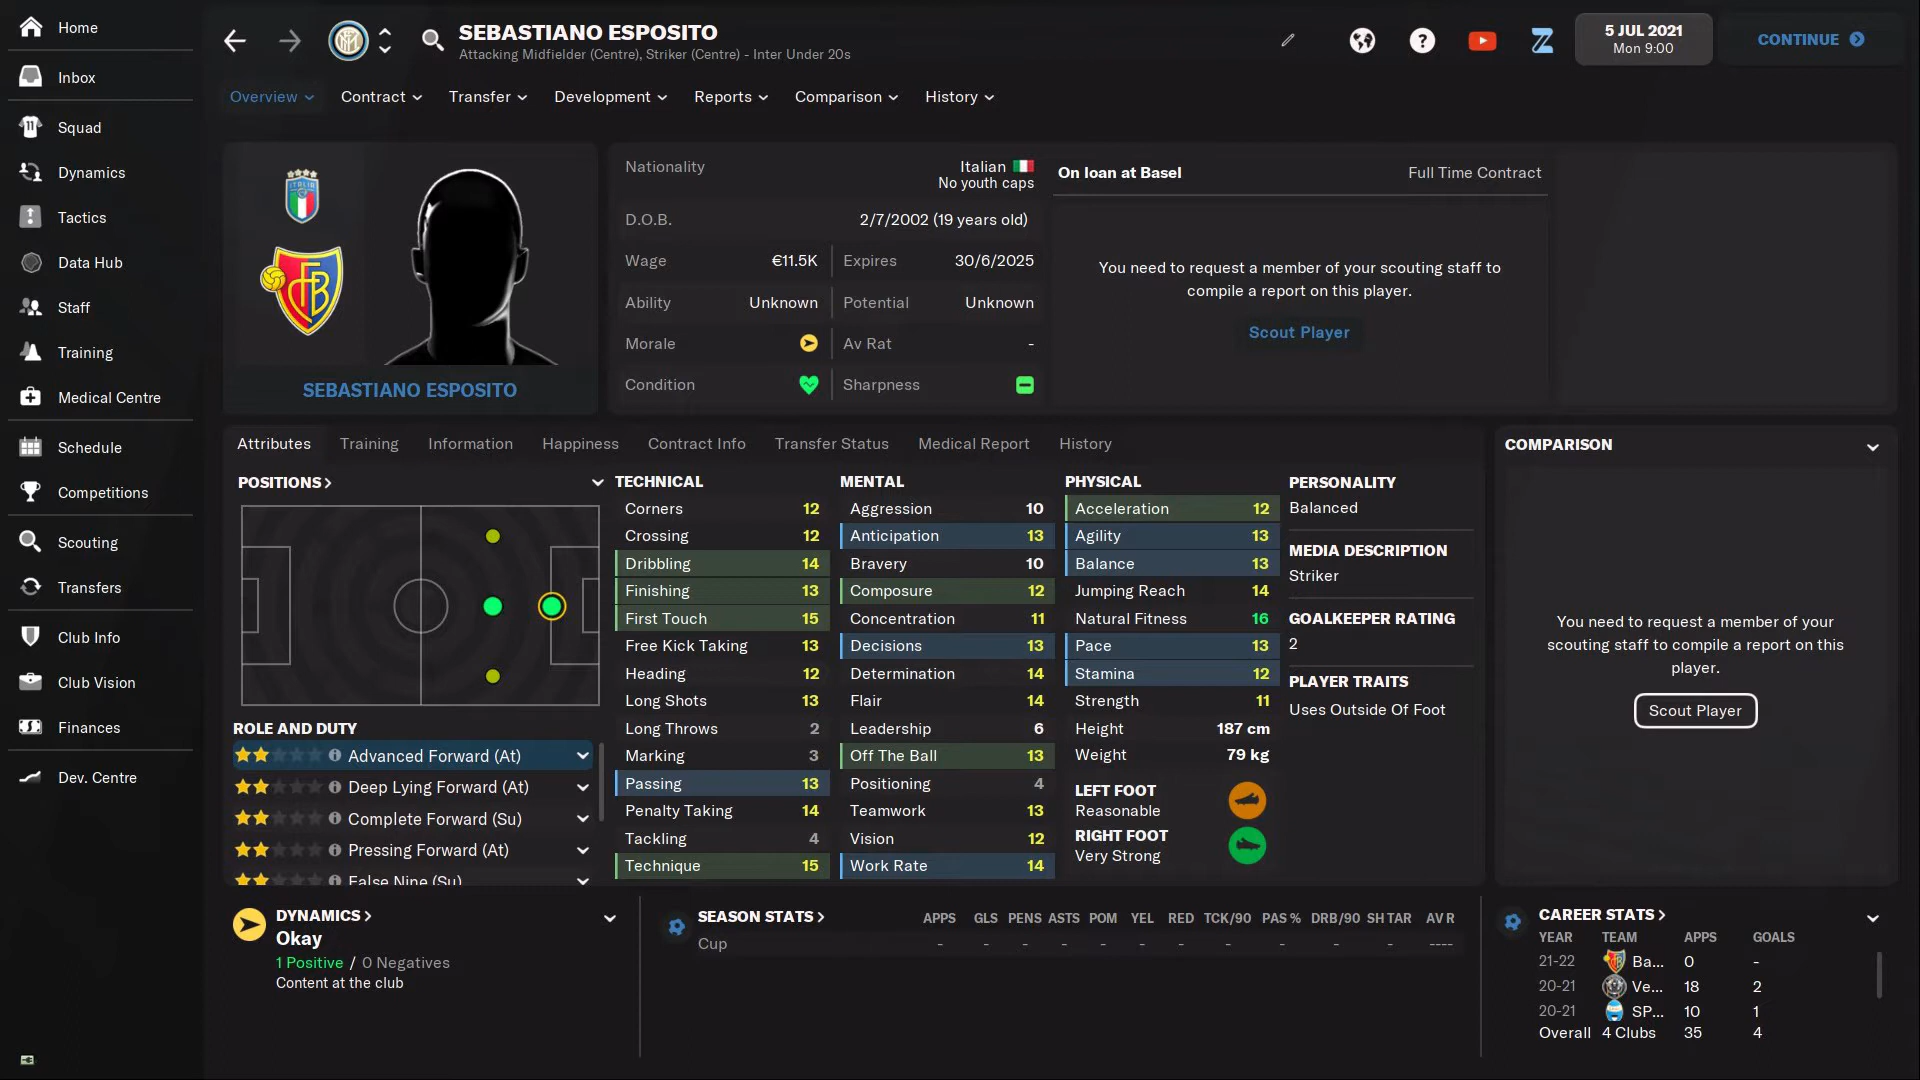 Home
Inbox
Squad
Dynamics
Tactics
Data Hub
Staff
Training
Medical Centre
Schedule
Competitions
Scouting
Transfers
Club Info
Club Vision
Finances
Dev. Centre
SEBASTIANO ESPOSITO
Attacking Midfielder (Centre), Striker (Centre) - Inter Under 20s
5 JUL 2021
Mon 9:00
CONTINUE
Overview Contract Transfer Development Reports Comparison History
ITALIA
FCB
SEBASTIANO ESPOSITO
Nationality Italian
No youth caps
D.O.B. 2/7/2002 (19 years old)
Wage €11.5K Expires 30/6/2025
Ability Unknown Potential Unknown
Morale Av Rat -
Condition Sharpness
On loan at Basel Full Time Contract
You need to request a member of your scouting staff to
compile a report on this player.
Scout Player
Attributes Training Information Happiness Contract Info Transfer Status Medical Report History
POSITIONS
ROLE AND DUTY
Advanced Forward (At)
Deep Lying Forward (At)
Complete Forward (Su)
Pressing Forward (At)
False Nine (Su)
TECHNICAL
Corners 12
Crossing 12
Dribbling 14
Finishing 13
First Touch 15
Free Kick Taking 13
Heading 12
Long Shots 13
Long Throws 2
Marking 3
Passing 13
Penalty Taking 14
Tackling 4
Technique 15
MENTAL
Aggression 10
Anticipation 13
Bravery 10
Composure 12
Concentration 11
Decisions 13
Determination 14
Flair 14
Leadership 6
Off The Ball 13
Positioning 4
Teamwork 13
Vision 12
Work Rate 14
PHYSICAL
Acceleration 12
Agility 13
Balance 13
Jumping Reach 14
Natural Fitness 16
Pace 13
Stamina 12
Strength 11
Height 187 cm
Weight 79 kg
LEFT FOOT
Reasonable
RIGHT FOOT
Very Strong
PERSONALITY
Balanced
MEDIA DESCRIPTION
Striker
GOALKEEPER RATING
2
PLAYER TRAITS
Uses Outside Of Foot
COMPARISON
You need to request a member of your
scouting staff to compile a report on this
player.
Scout Player
DYNAMICS
Okay
1 Positive / 0 Negatives
Content at the club
SEASON STATS APPS GLS PENS ASTS POM YEL RED TCK/90 PAS % DRB/90 SH TAR AV R
Cup - - - - - - - - - - - ----
CAREER STATS
YEAR TEAM APPS GOALS
21-22 Ba... 0 -
20-21 Ve... 18 2
20-21 SP... 10 1
Overall 4 Clubs 35 4